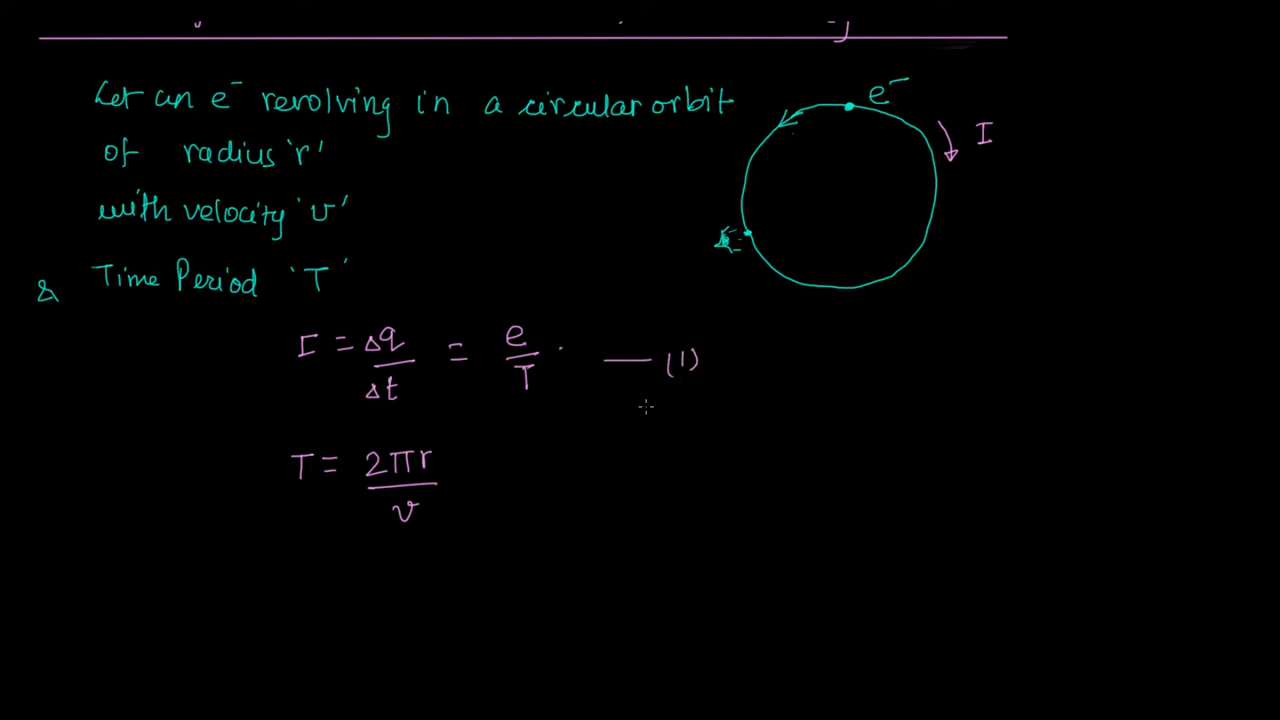 Let an e⁻ revolving in a circular orbit
of radius 'r'
with velocity 'v'
& Time Period 'T'
e⁻
I
I = Δq/Δt = e/T . —— (1)
T = 2πr/v